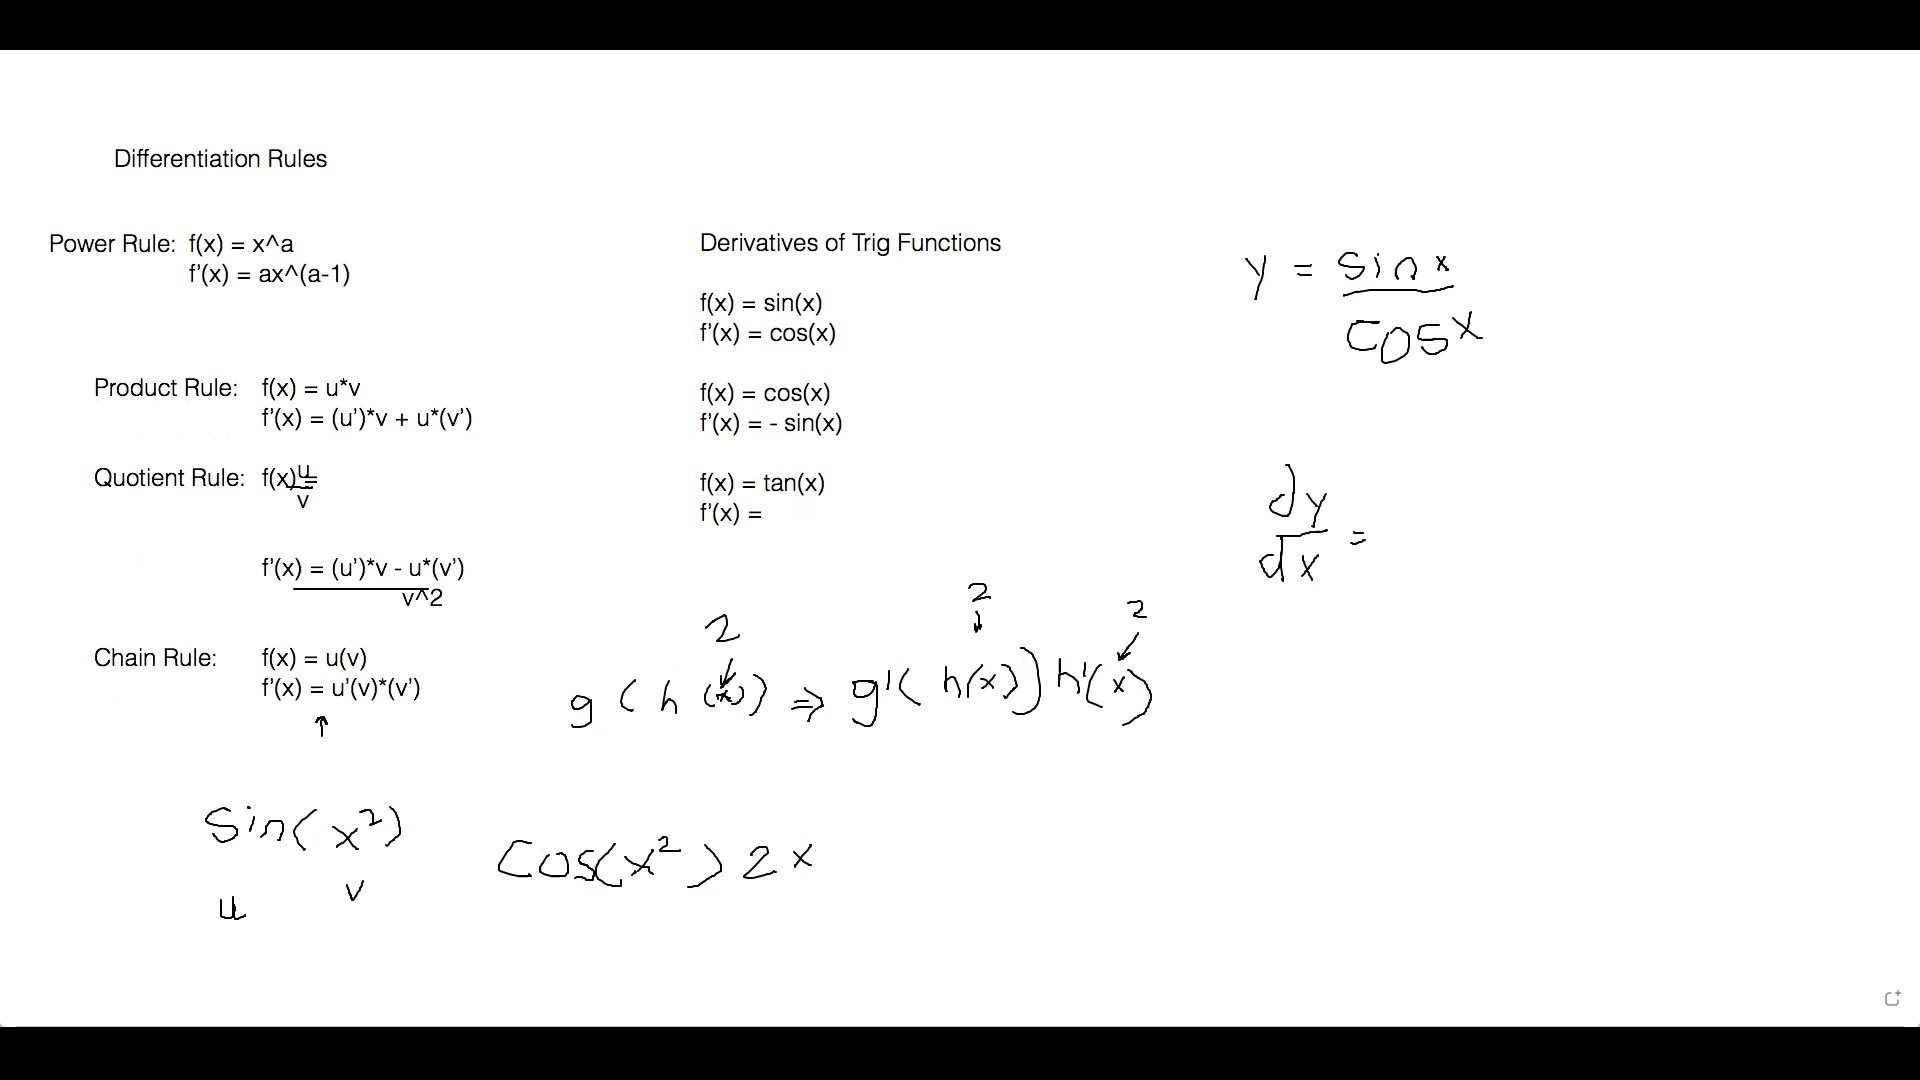 Differentiation Rules
Power Rule: f(x) = x^a
f'(x) = ax^(a-1)
Product Rule: f(x) = u*v
f'(x) = (u')*v + u*(v')
Quotient Rule: f(x) = u
v
f'(x) = (u')*v - u*(v')
v^2
Chain Rule: f(x) = u(v)
f'(x) = u'(v)*(v')
Derivatives of Trig Functions
f(x) = sin(x)
f'(x) = cos(x)
f(x) = cos(x)
f'(x) = - sin(x)
f(x) = tan(x)
f'(x) =
y = sin x
cos x
dy
dx =
2 2 2
g(h(x)) ⇒ g'(h(x)) h'(x)
sin(x²)
u v
cos(x²) 2x